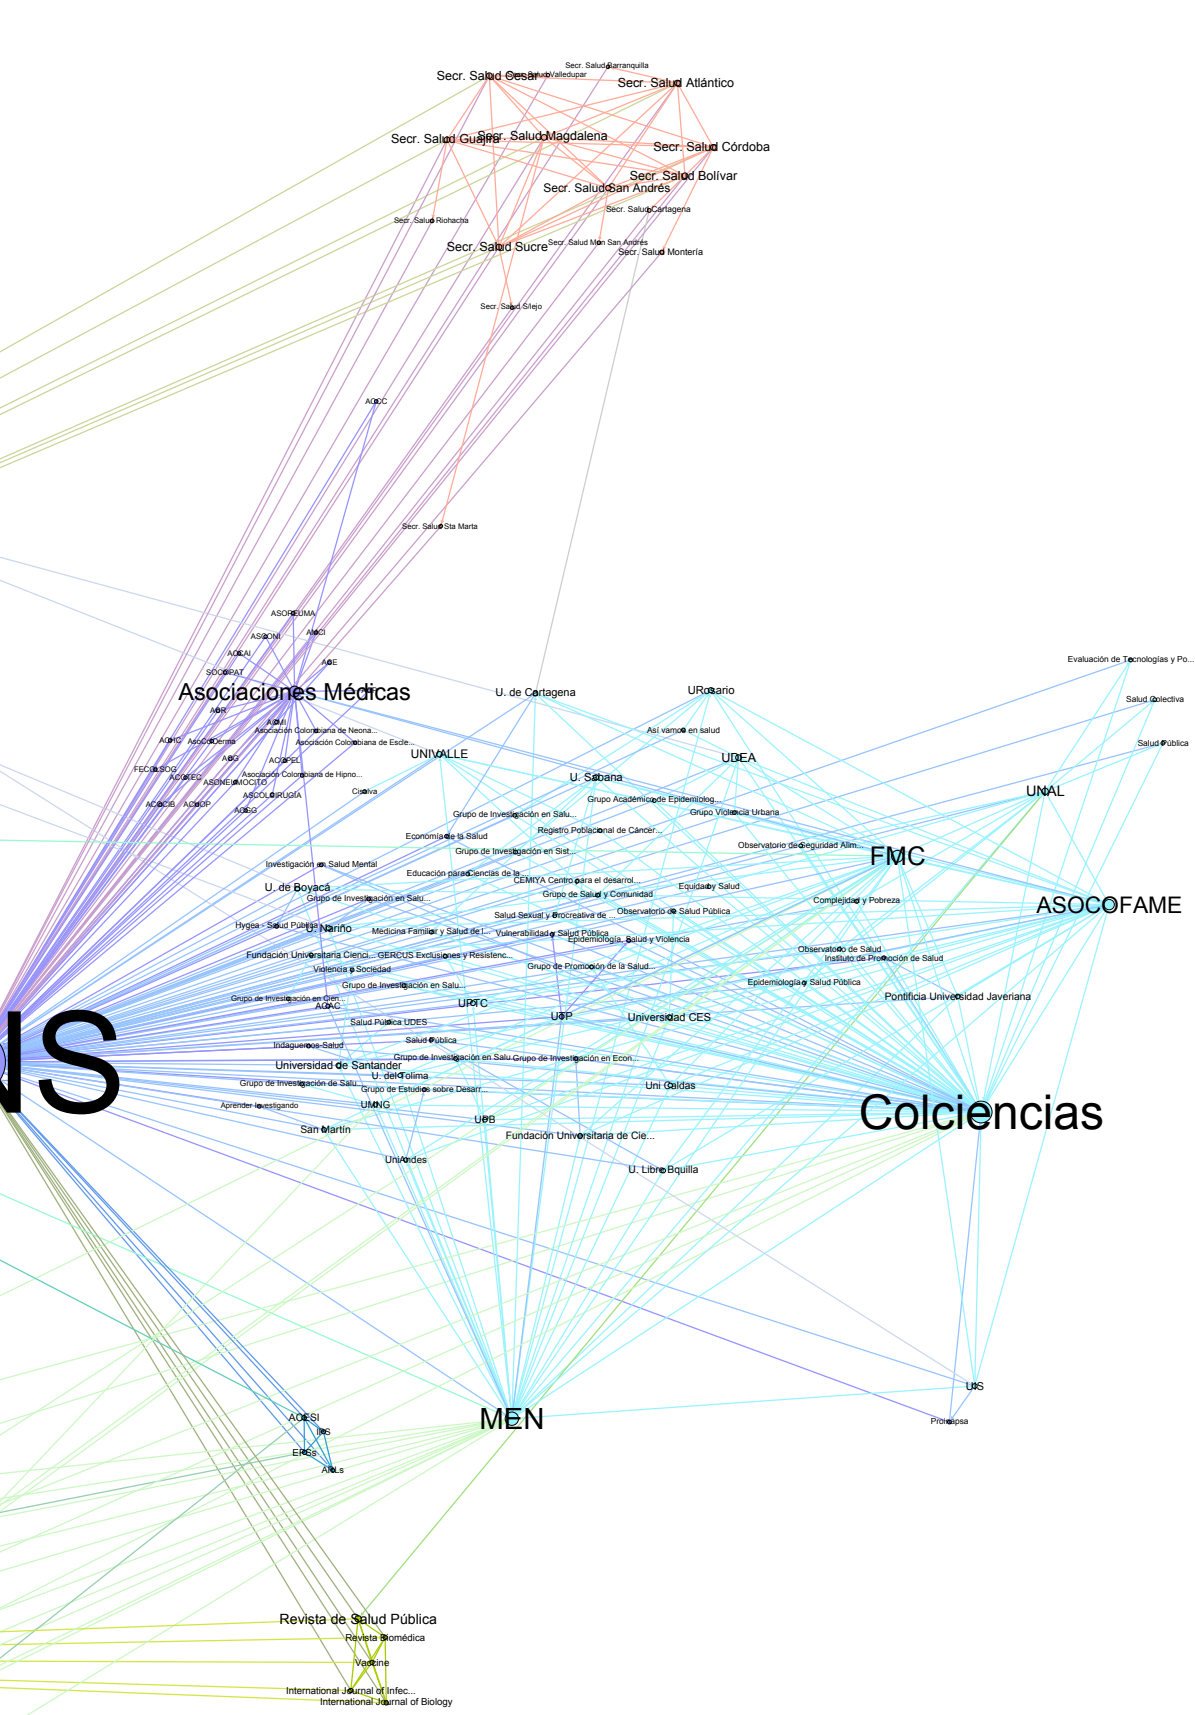 Secr. Salud Barranquilla
Secr. Salud Cesar
Secr. Salud Valledupar
Secr. Salud Atlántico
Secr. Salud Guajira
Secr. Salud Magdalena
Secr. Salud Córdoba
Secr. Salud Bolívar
Secr. Salud San Andrés
Secr. Salud Cartagena
Secr. Salud Riohacha
Secr. Salud Sucre
Secr. Salud Mun San Andrés
Secr. Salud Montería
Secr. Salud S/lejo
ACCC
Secr. Salud Sta Marta
ASOREUMA
ASCONI
AMCI
ACCAI
ACE
SOCOPAT
Asociaciones Médicas
ACR
ACMI
Asociación Colombiana de Neona...
ACHC
AsoColDerma
Asociación Colombiana de Escle...
ACG
ACOPEL
FECOLSOG
ACOTEC
ASONEUMOCITO
Asociación Colombiana de Hipno...
ASCOLCIRUGÍA
Cisalva
ACOCIB
ACGG
Evaluación de Tecnologías y Po...
Salud Colectiva
Salud Pública
U. de Cartagena
URosario
Así vamos en salud
UNIVALLE
UDEA
U. Sabana
UNAL
Grupo Académico de Epidemiolog...
Grupo de Investigación en Salu...
Grupo Violencia Urbana
Registro Poblacional de Cáncer...
Economía de la Salud
Observatorio de Seguridad Alim...
Grupo de Investigación en Sist...
FMC
Investigación en Salud Mental
Educación para Ciencias de la ...
CEMIYA Centro para el desarrol...
U. de Boyacá
Equidad y Salud
Grupo de Salud y Comunidad
Grupo de Investigación en Salu...
Complejidad y Pobreza
ASOCOFAME
Salud Sexual y Procreativa de ...
Observatorio de Salud Pública
Hygea - Salud Pública
U. Nariño
Medicina Familiar y Salud de l...
Vulnerabilidad y Salud Pública
Epidemiología, Salud y Violencia
Observatorio de Salud
Fundación Universitaria Cienci...
GERCUS Exclusiones y Resistenc...
Instituto de Promoción de Salud
Violencia y Sociedad
Grupo de Promoción de la Salud...
Grupo de Investigación en Salu...
Epidemiología y Salud Pública
Grupo de Investigación en Cien...
Pontificia Universidad Javeriana
ACAC
UPTC
UTP
Universidad CES
Salud Pública UDES
NS
Indaguemos-Salud
Salud Pública
Grupo de Investigación en Salu...
Grupo de Investigación en Econ...
Universidad de Santander
U. del Tolima
Grupo de Investigación de Salu...
Grupo de Estudios sobre Desarr...
Uni Caldas
Aprender Investigando
UMNG
Colciencias
UPB
San Martín
Fundación Universitaria de Cie...
UniAndes
U. Libre Bquilla
UIS
Proinapsa
MEN
ACESI
IPS
EPSs
ARLs
Revista de Salud Pública
Revista Biomédica
Vaccine
International Journal of Infec...
International Journal of Biology